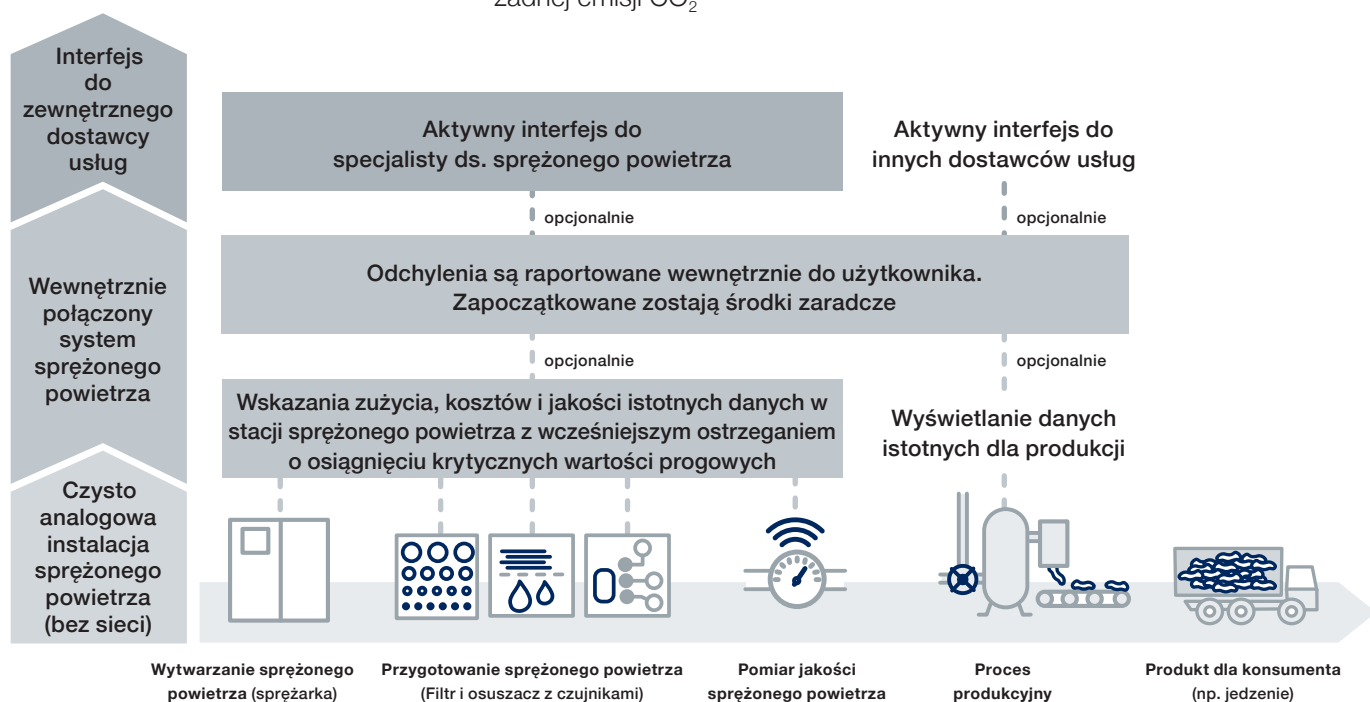 żadnej emisji CO₂
Interfejs
do
zewnętrznego
dostawcy
usług
Aktywny interfejs do
specjalisty ds. sprężonego powietrza
Aktywny interfejs do
innych dostawców usług
opcjonalnie
opcjonalnie
Wewnętrznie
połączony
system
sprężonego
powietrza
Odchylenia są raportowane wewnętrznie do użytkownika.
Zapoczątkowane zostają środki zaradcze
opcjonalnie
opcjonalnie
Wskazania zużycia, kosztów i jakości istotnych danych w
stacji sprężonego powietrza z wcześniejszym ostrzeganiem
o osiągnięciu krytycznych wartości progowych
Wyświetlanie danych
istotnych dla produkcji
Czysto
analogowa
instalacja
sprężonego
powietrza
(bez sieci)
Wytwarzanie sprężonego
powietrza (sprężarka)
Przygotowanie sprężonego powietrza
(Filtr i osuszacz z czujnikami)
Pomiar jakości
sprężonego powietrza
Proces
produkcyjny
Produkt dla konsumenta
(np. jedzenie)